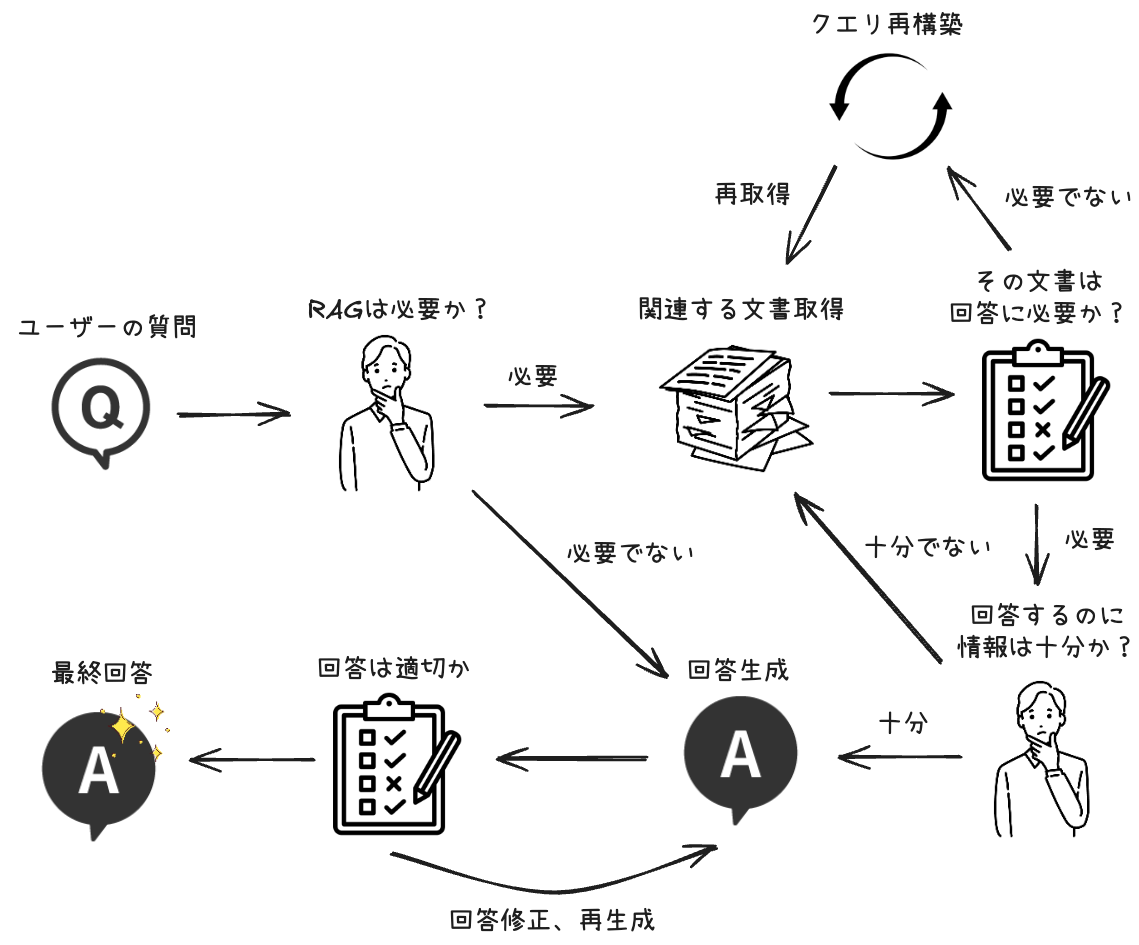 クエリ再構築
再取得
必要でない
ユーザーの質問
Q
RAGは必要か？
必要
関連する文書取得
その文書は
回答に必要か？
必要でない
十分でない
必要
回答するのに
情報は十分か？
最終回答
A
回答は適切か
回答生成
A
十分
回答修正、再生成